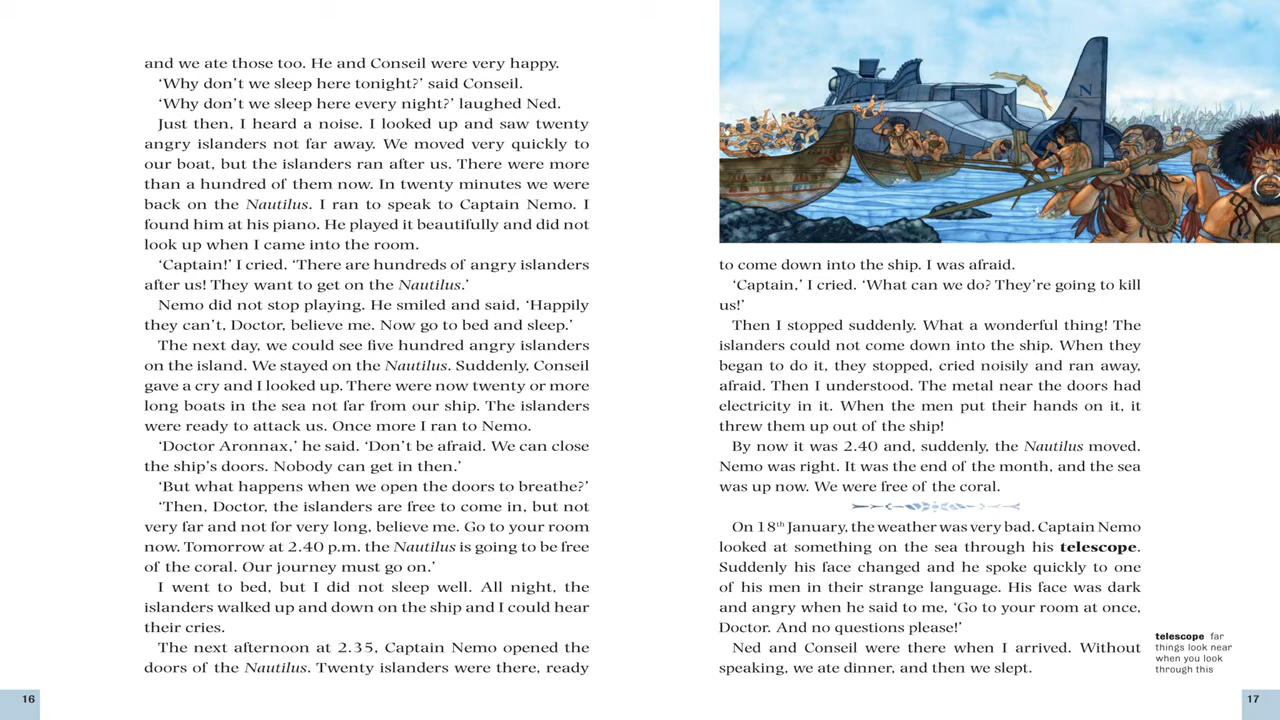 and we ate those too. He and Conseil were very happy.
‘Why don’t we sleep here tonight?’ said Conseil.
‘Why don’t we sleep here every night?’ laughed Ned.
Just then, I heard a noise. I looked up and saw twenty
angry islanders not far away. We moved very quickly to
our boat, but the islanders ran after us. There were more
than a hundred of them now. In twenty minutes we were
back on the Nautilus. I ran to speak to Captain Nemo. I
found him at his piano. He played it beautifully and did not
look up when I came into the room.
‘Captain!’ I cried. ‘There are hundreds of angry islanders
after us! They want to get on the Nautilus.’
Nemo did not stop playing. He smiled and said, ‘Happily
they can’t, Doctor, believe me. Now go to bed and sleep.’
The next day, we could see five hundred angry islanders
on the island. We stayed on the Nautilus. Suddenly, Conseil
gave a cry and I looked up. There were now twenty or more
long boats in the sea not far from our ship. The islanders
were ready to attack us. Once more I ran to Nemo.
‘Doctor Aronnax,’ he said. ‘Don’t be afraid. We can close
the ship’s doors. Nobody can get in then.’
‘But what happens when we open the doors to breathe?’
‘Then, Doctor, the islanders are free to come in, but not
very far and not for very long, believe me. Go to your room
now. Tomorrow at 2.40 p.m. the Nautilus is going to be free
of the coral. Our journey must go on.’
I went to bed, but I did not sleep well. All night, the
islanders walked up and down on the ship and I could hear
their cries.
The next afternoon at 2.35, Captain Nemo opened the
doors of the Nautilus. Twenty islanders were there, ready
16
N
to come down into the ship. I was afraid.
‘Captain,’ I cried. ‘What can we do? They’re going to kill
us!’
Then I stopped suddenly. What a wonderful thing! The
islanders could not come down into the ship. When they
began to do it, they stopped, cried noisily and ran away,
afraid. Then I understood. The metal near the doors had
electricity in it. When the men put their hands on it, it
threw them up out of the ship!
By now it was 2.40 and, suddenly, the Nautilus moved.
Nemo was right. It was the end of the month, and the sea
was up now. We were free of the coral.
On 18th January, the weather was very bad. Captain Nemo
looked at something on the sea through his telescope.
Suddenly his face changed and he spoke quickly to one
of his men in their strange language. His face was dark
and angry when he said to me, ‘Go to your room at once,
Doctor. And no questions please!’
Ned and Conseil were there when I arrived. Without
speaking, we ate dinner, and then we slept.
telescope far
things look near
when you look
through this
17